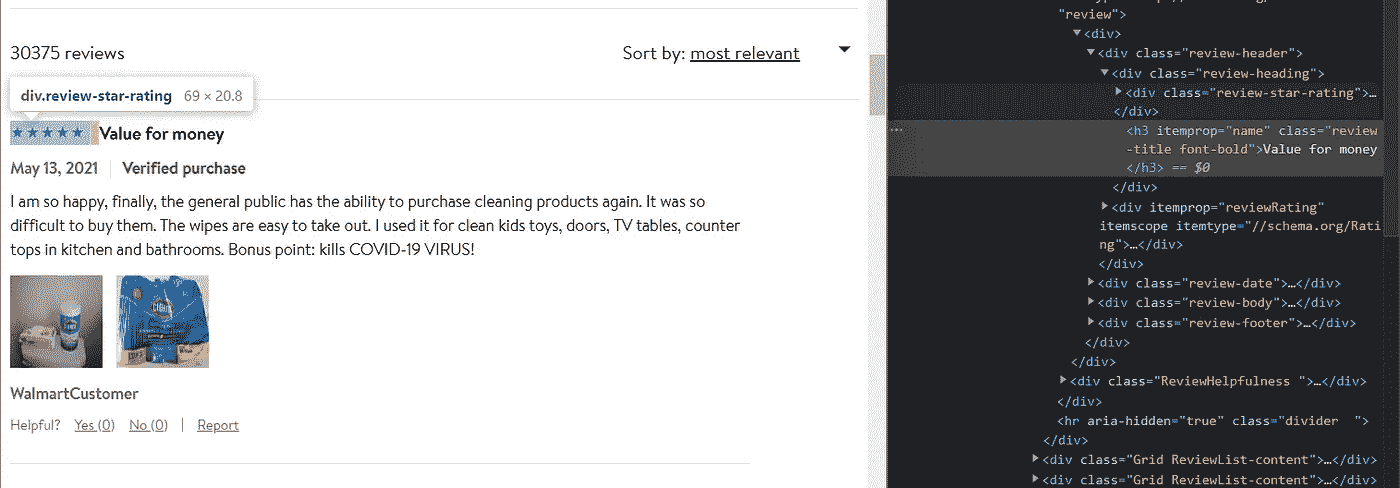 30375 reviews
Sort by: most relevant
div.review-star-rating 69 × 20.8
★★★★★ Value for money
May 13, 2021 Verified purchase
I am so happy, finally, the general public has the ability to purchase cleaning products again. It was so
difficult to buy them. The wipes are easy to take out. I used it for clean kids toys, doors, TV tables, counter
tops in kitchen and bathrooms. Bonus point: kills COVID-19 VIRUS!
WalmartCustomer
Helpful? Yes (0) No (0) | Report
"review">
▼<div>
▼<div class="review-header">
▼<div class="review-heading">
▶<div class="review-star-rating">…
</div>
<h3 itemprop="name" class="review
-title font-bold">Value for money
</h3> == $0
</div>
▶<div itemprop="reviewRating"
itemscope itemtype="//schema.org/Rati
ng">…</div>
</div>
▶<div class="review-date">…</div>
▶<div class="review-body">…</div>
▶<div class="review-footer">…</div>
</div>
</div>
▶<div class="ReviewHelpfulness ">…</div>
</div>
<hr aria-hidden="true" class="divider  ">
</div>
▶<div class="Grid ReviewList-content">…</div>
▶<div class="Grid ReviewList-content">…</div>